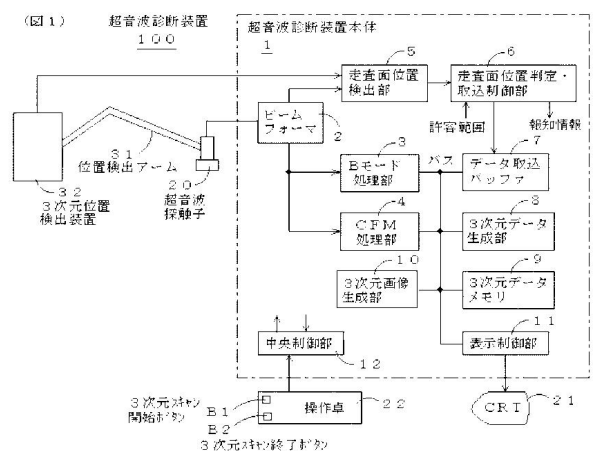 (図1)
超音波診断装置
100
超音波診断装置本体
1
5
走査面位置
検出部
6
走査面位置判定・
取込制御部
ビーム
フォーマ
2
許容範囲
報知情報
31
位置検出アーム
20
超音波
探触子
32
3次元位置
検出装置
3
Bモード
処理部
バス
7
データ取込
バッファ
4
CFM
処理部
8
3次元データ
生成部
10
3次元画像
生成部
9
3次元データ
メモリ
中央制御部
12
11
表示制御部
3次元スキャン
開始ボタン
B1
B2
操作卓
22
3次元スキャン終了ボタン
CRT
21